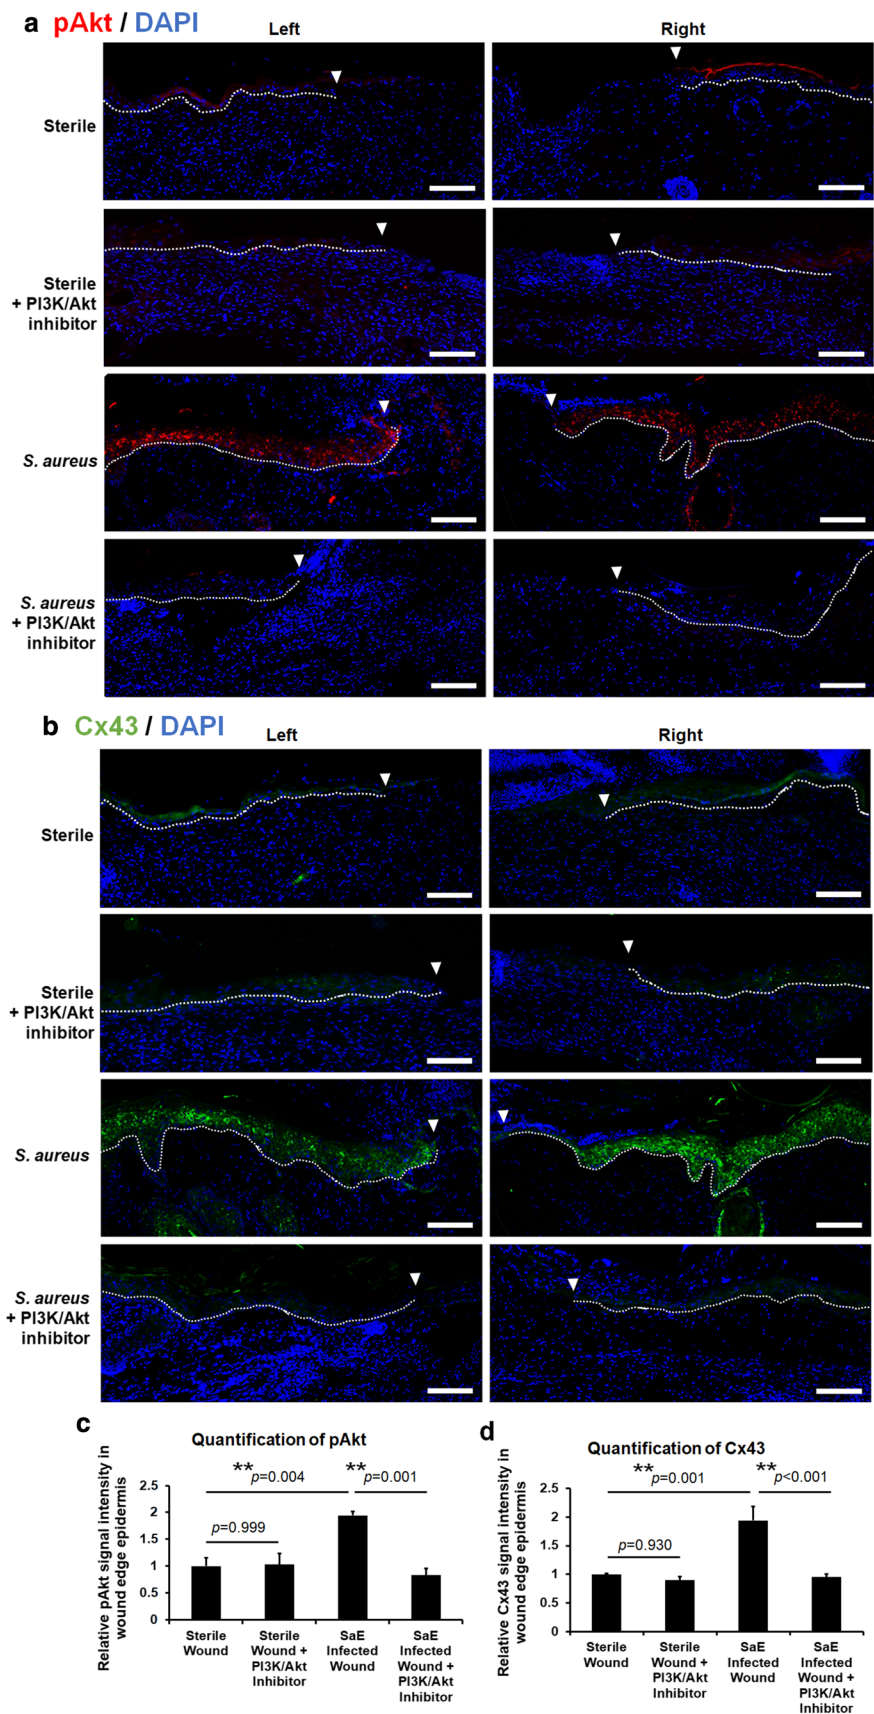 a pAkt / DAPI
Left
Right
Sterile
Sterile
+ PI3K/Akt
inhibitor
S. aureus
S. aureus
+ PI3K/Akt
inhibitor
b Cx43 / DAPI
Left
Right
Sterile
Sterile
+ PI3K/Akt
inhibitor
S. aureus
S. aureus
+ PI3K/Akt
inhibitor
c
Quantification of pAkt
Relative pAkt signal intensity in
wound edge epidermis
**
p=0.004
**
p=0.001
p=0.999
2.5
2
1.5
1
0.5
0
Sterile
Wound
Sterile
Wound +
PI3K/Akt
Inhibitor
SaE
Infected
Wound
SaE
Infected
Wound +
PI3K/Akt
Inhibitor
d
Quantification of Cx43
Relative Cx43 signal intensity in
wound edge epidermis
**
p=0.001
**
p<0.001
p=0.930
2.5
2
1.5
1
0.5
0
Sterile
Wound
Sterile
Wound +
PI3K/Akt
Inhibitor
SaE
Infected
Wound
SaE
Infected
Wound +
PI3K/Akt
Inhibitor